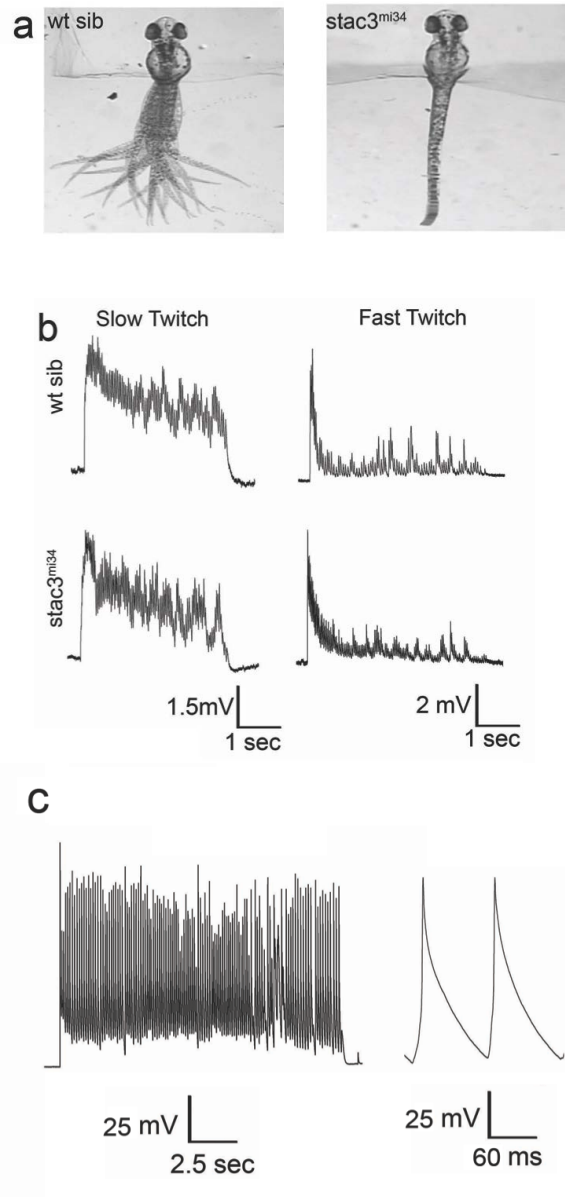 a
wt sib
stac3mi34
b
Slow Twitch
Fast Twitch
wt sib
stac3mi34
1.5mV
1 sec
2 mV
1 sec
c
25 mV
2.5 sec
25 mV
60 ms